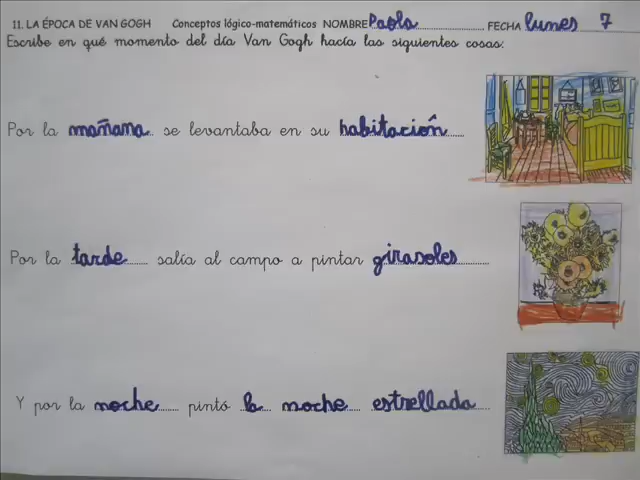 11. LA ÉPOCA DE VAN GOGH Conceptos lógico-matemáticos NOMBRE Paola FECHA lunes 7
Escribe en qué momento del día Van Gogh hacía las siguientes cosas:
Por la mañana se levantaba en su habitación
Por la tarde salía al campo a pintar girasoles
Y por la noche pintó la noche estrellada